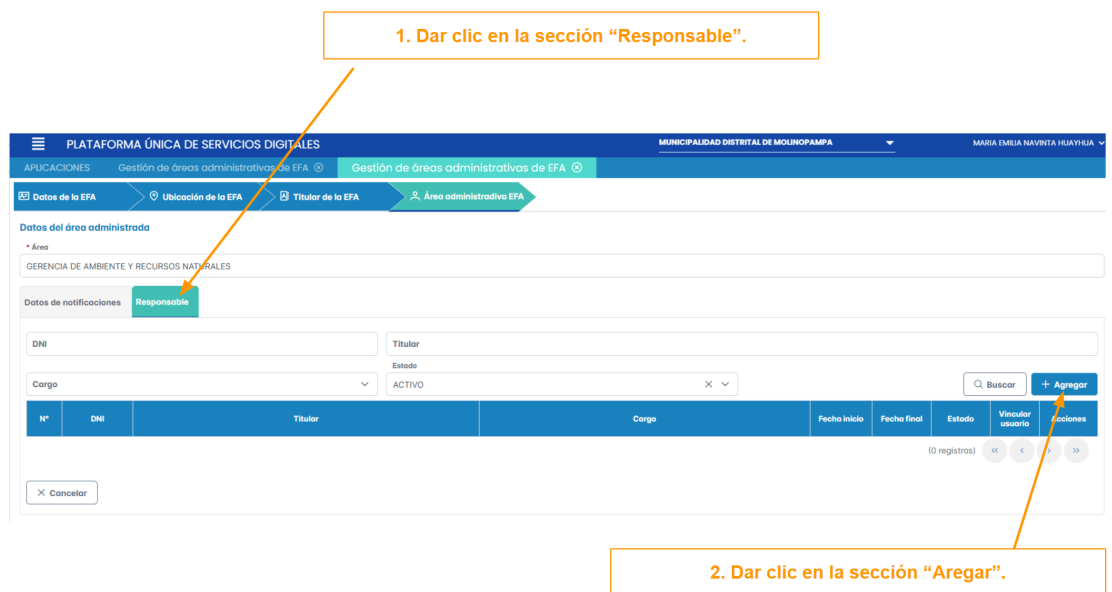 1. Dar clic en la sección “Responsable”.
PLATAFORMA ÚNICA DE SERVICIOS DIGITALES
MUNICIPALIDAD DISTRITAL DE MOLINOPAMPA
MARIA EMILIA NAVINTA HUAYHUA
APLICACIONES
Gestión de áreas administrativas de EFA
Gestión de áreas administrativas de EFA
Datos de la EFA
Ubicación de la EFA
Titular de la EFA
Área administradiva EFA
Datos del área administrada
* Área
GERENCIA DE AMBIENTE Y RECURSOS NATURALES
Datos de notificaciones
Responsable
DNI
Titular
Estado
Cargo
ACTIVO
Buscar
+ Agregar
N° DNI Titular Cargo Fecha inicio Fecha final Estado Vincular usuario Acciones
(0 registros) « ‹ › »
× Cancelar
2. Dar clic en la sección “Aregar”.